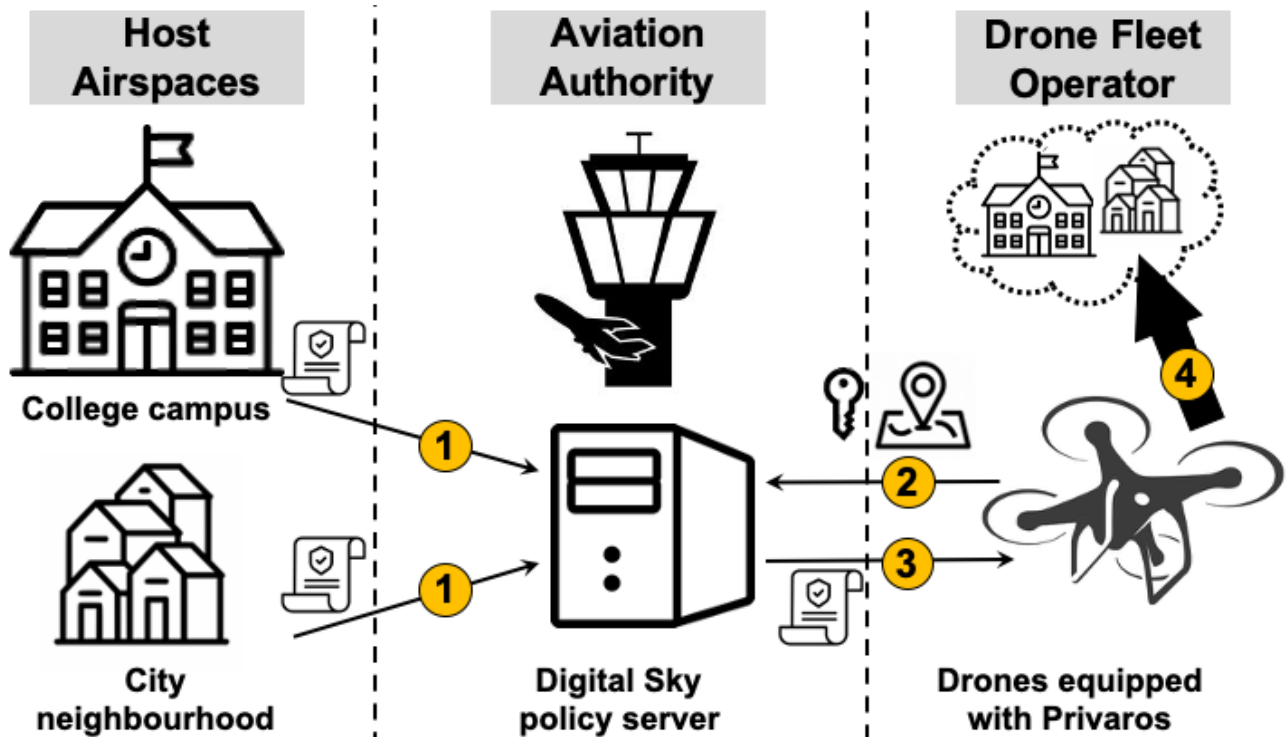 Host
Airspaces
Aviation
Authority
Drone Fleet
Operator
College campus
1
2
4
1
3
City
neighbourhood
Digital Sky
policy server
Drones equipped
with Privaros